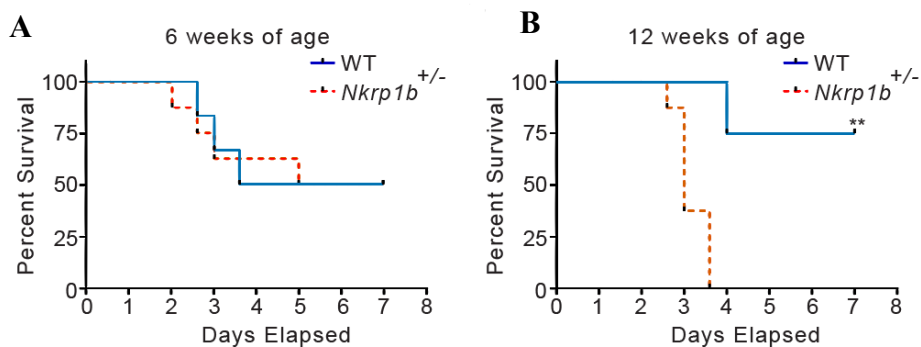 A
6 weeks of age
WT
Nkrp1b+/-
Percent Survival
100
75
50
25
0
0 1 2 3 4 5 6 7 8
Days Elapsed
B
12 weeks of age
WT
Nkrp1b+/-
**
Percent Survival
100
75
50
25
0
0 1 2 3 4 5 6 7 8
Days Elapsed